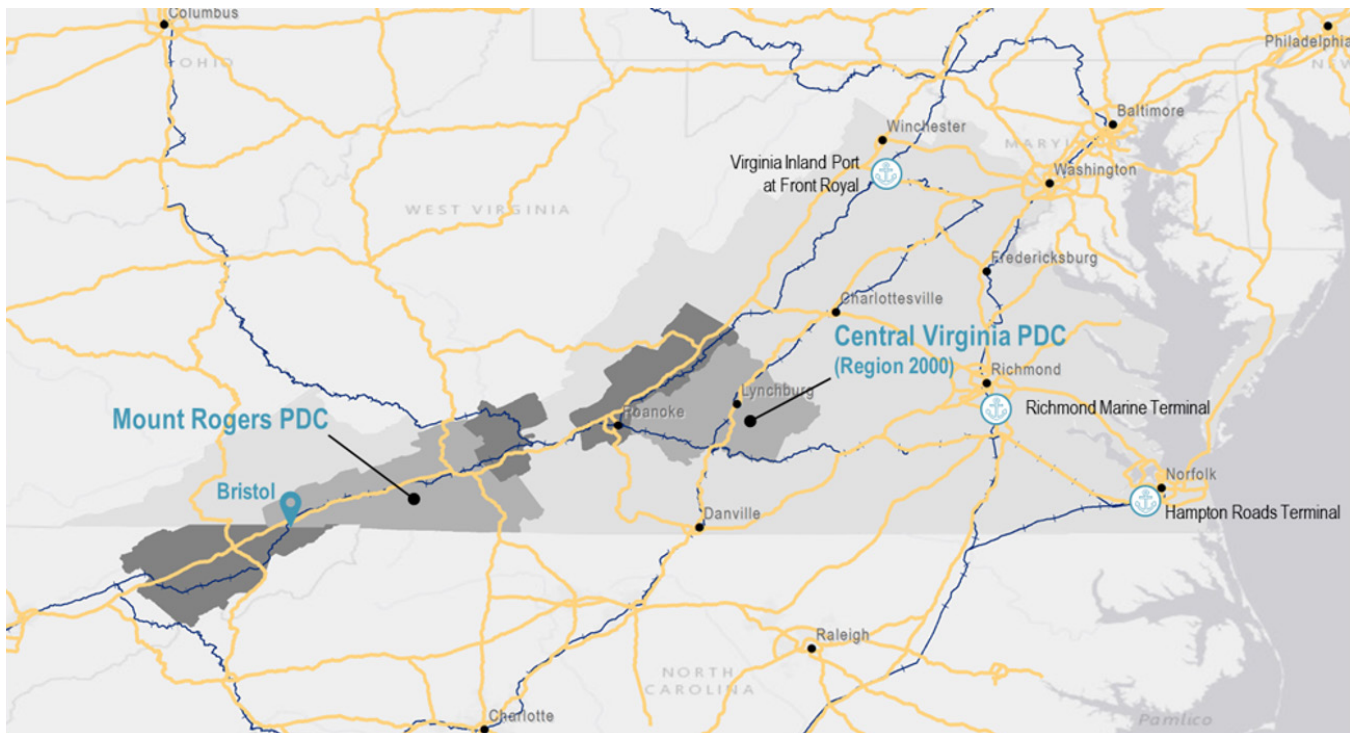 Columbus
OHIO
Philadelphia
NEW
Baltimore
Winchester
MARYLAND
Virginia Inland Port
at Front Royal
Washington
WEST VIRGINIA
Fredericksburg
Charlottesville
Central Virginia PDC
(Region 2000)
Richmond
Lynchburg
Richmond Marine Terminal
Mount Rogers PDC
Roanoke
Bristol
Norfolk
Hampton Roads Terminal
Danville
Raleigh
NORTH
CAROLINA
Charlotte
Pamlico